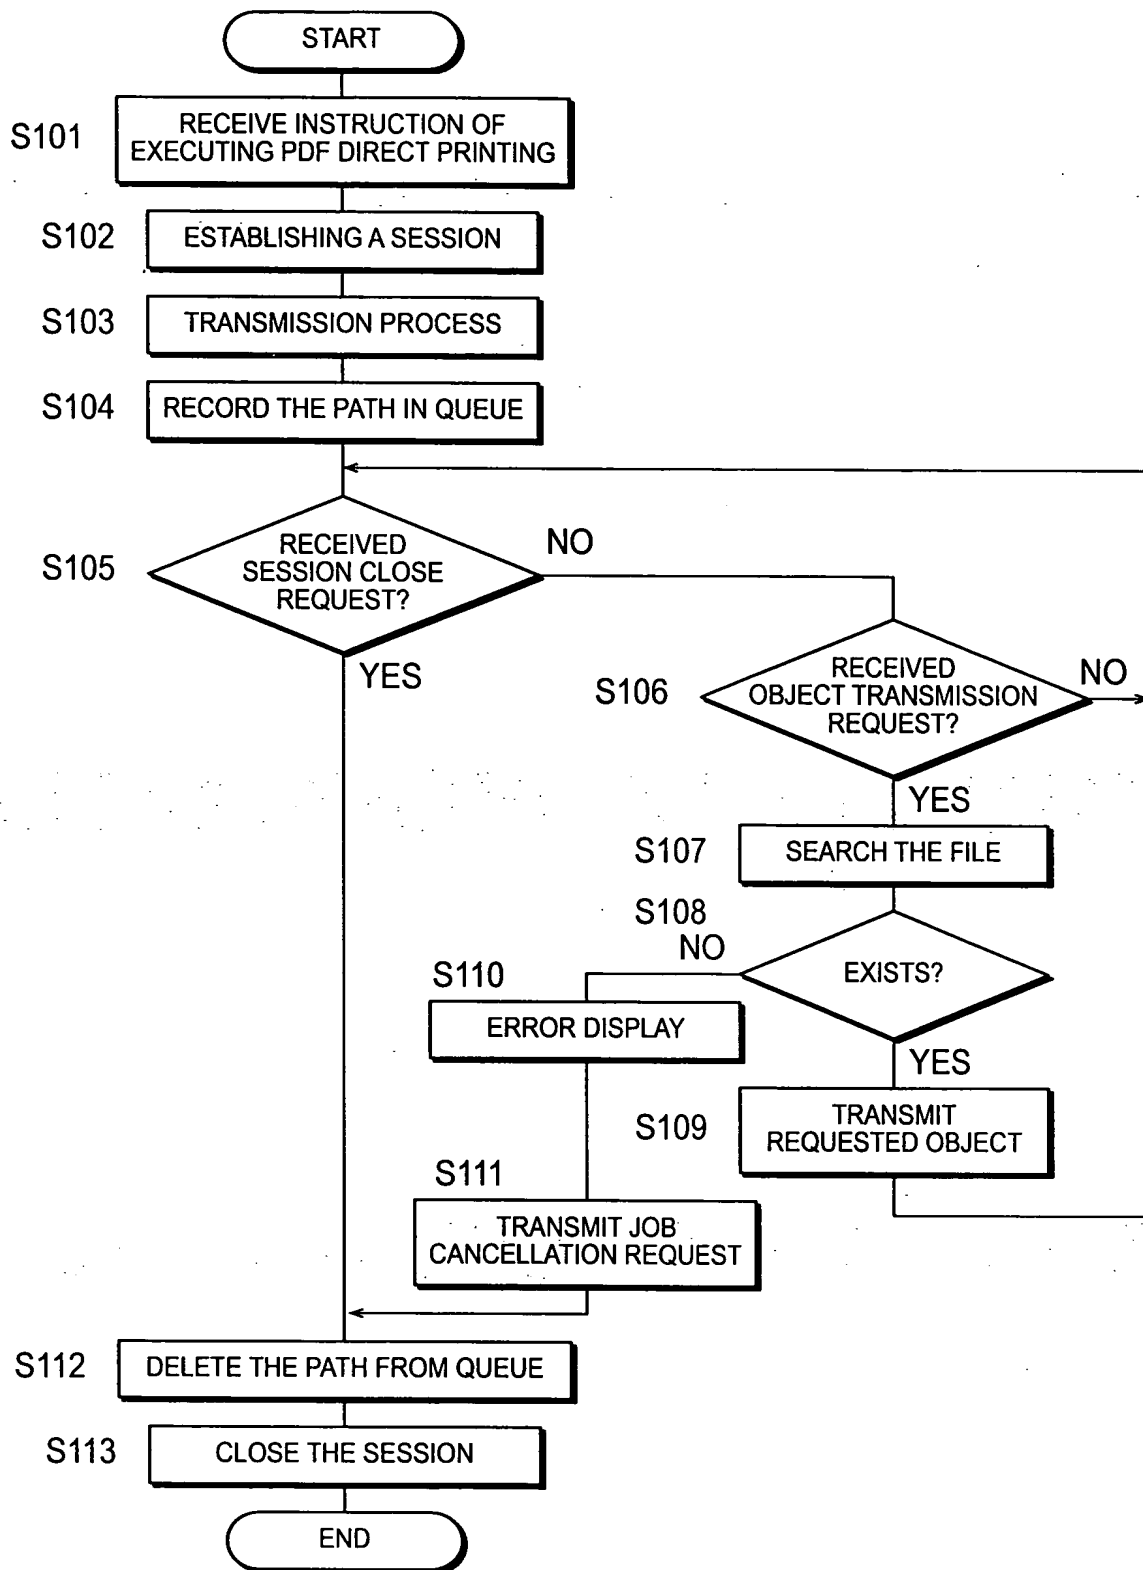 START
S101
RECEIVE INSTRUCTION OF
EXECUTING PDF DIRECT PRINTING
S102
ESTABLISHING A SESSION
S103
TRANSMISSION PROCESS
S104
RECORD THE PATH IN QUEUE
S105
RECEIVED
SESSION CLOSE
REQUEST?
NO
YES
S106
RECEIVED
OBJECT TRANSMISSION
REQUEST?
NO
YES
S107
SEARCH THE FILE
S108
NO
EXISTS?
YES
S110
ERROR DISPLAY
S109
TRANSMIT
REQUESTED OBJECT
S111
TRANSMIT JOB
CANCELLATION REQUEST
S112
DELETE THE PATH FROM QUEUE
S113
CLOSE THE SESSION
END